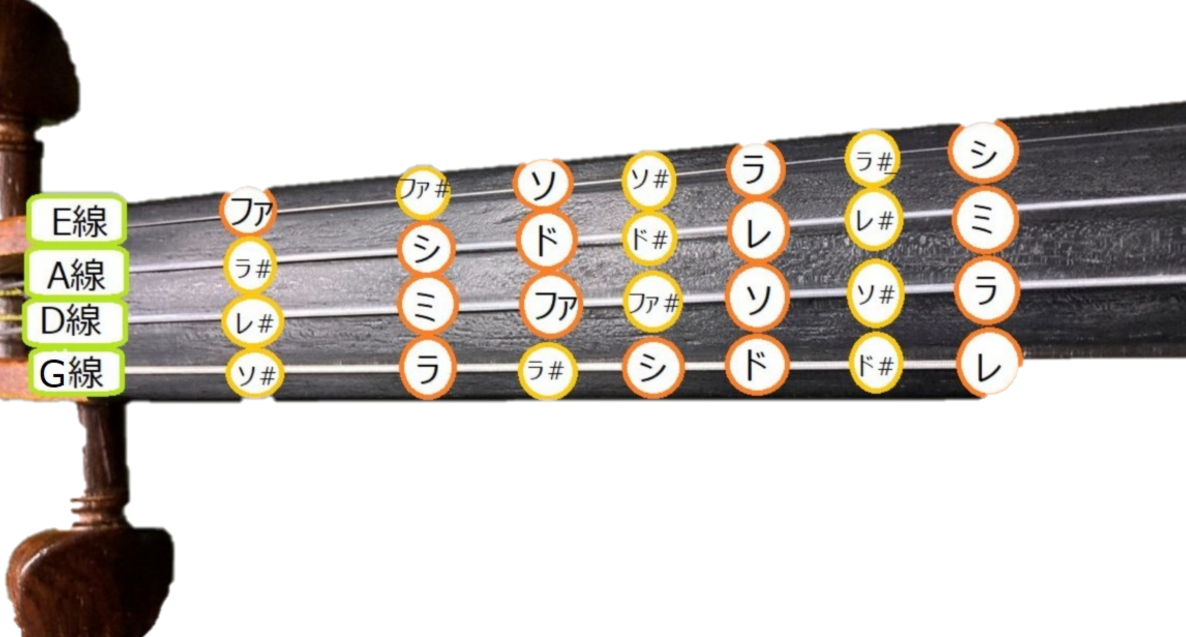 E線 ファ ファ# ソ ソ# ラ ラ# シ
A線 ラ# シ ド ド# レ レ# ミ
D線 レ# ミ ファ ファ# ソ ソ# ラ
G線 ソ# ラ ラ# シ ド ド# レ